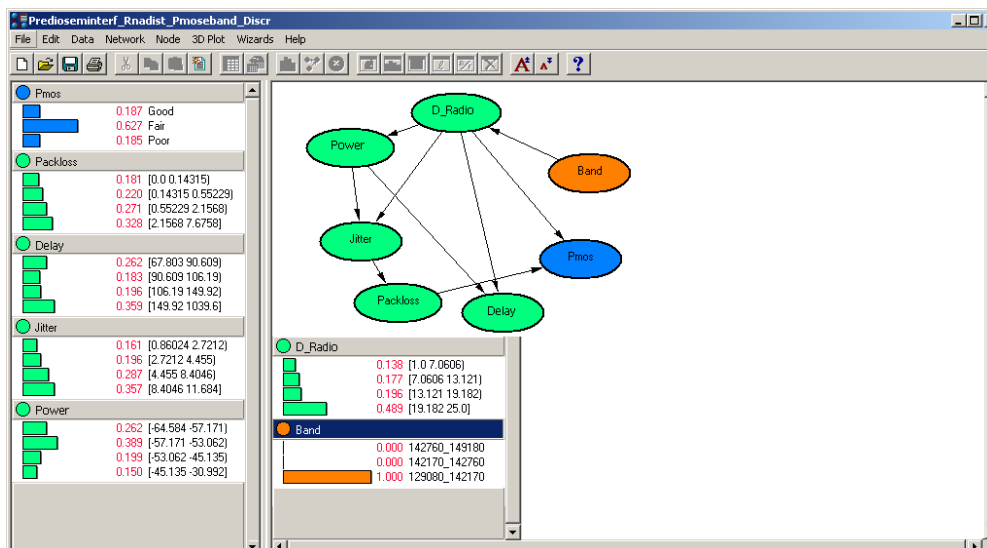 Predioseminterf_Rnadist_Pmoseband_Discr
File Edit Data Network Node 3D Plot Wizards Help
Pmos
0.187 Good
0.627 Fair
0.185 Poor
Packloss
0.181 [0.0 0.14315)
0.220 [0.14315 0.55229)
0.271 [0.55229 2.1568)
0.328 [2.1568 7.6758)
Delay
0.262 [67.803 90.609)
0.183 [90.609 106.19)
0.196 [106.19 149.92)
0.359 [149.92 1039.6)
Jitter
0.161 [0.86024 2.7212)
0.196 [2.7212 4.455)
0.287 [4.455 8.4046)
0.357 [8.4046 11.684)
Power
0.262 [-64.584 -57.171)
0.389 [-57.171 -53.062)
0.199 [-53.062 -45.135)
0.150 [-45.135 -30.992)
D_Radio
Power
Band
Jitter
Pmos
Packloss
Delay
D_Radio
0.138 [1.0 7.0606)
0.177 [7.0606 13.121)
0.196 [13.121 19.182)
0.489 [19.182 25.0)
Band
0.000 142760_149180
0.000 142170_142760
1.000 129080_142170